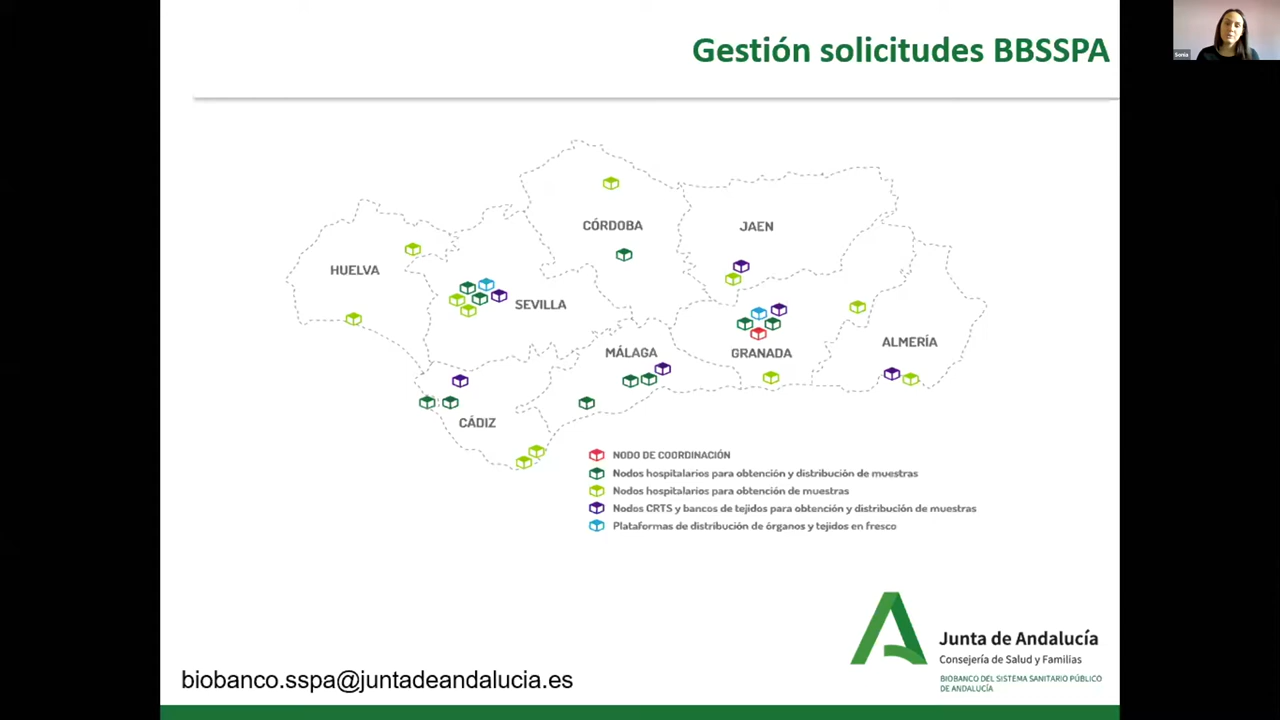 Gestión solicitudes BBSSPA
Sonia
CÓRDOBA
JAEN
HUELVA
SEVILLA
MÁLAGA
GRANADA
ALMERÍA
CÁDIZ
NODO DE COORDINACIÓN
Nodos hospitalarios para obtención y distribución de muestras
Nodos hospitalarios para obtención de muestras
Nodos CRTS y bancos de tejidos para obtención y distribución de muestras
Plataformas de distribución de órganos y tejidos en fresco
Junta de Andalucía
Consejería de Salud y Familias
BIOBANCO DEL SISTEMA SANITARIO PÚBLICO
DE ANDALUCÍA
biobanco.sspa@juntadeandalucia.es